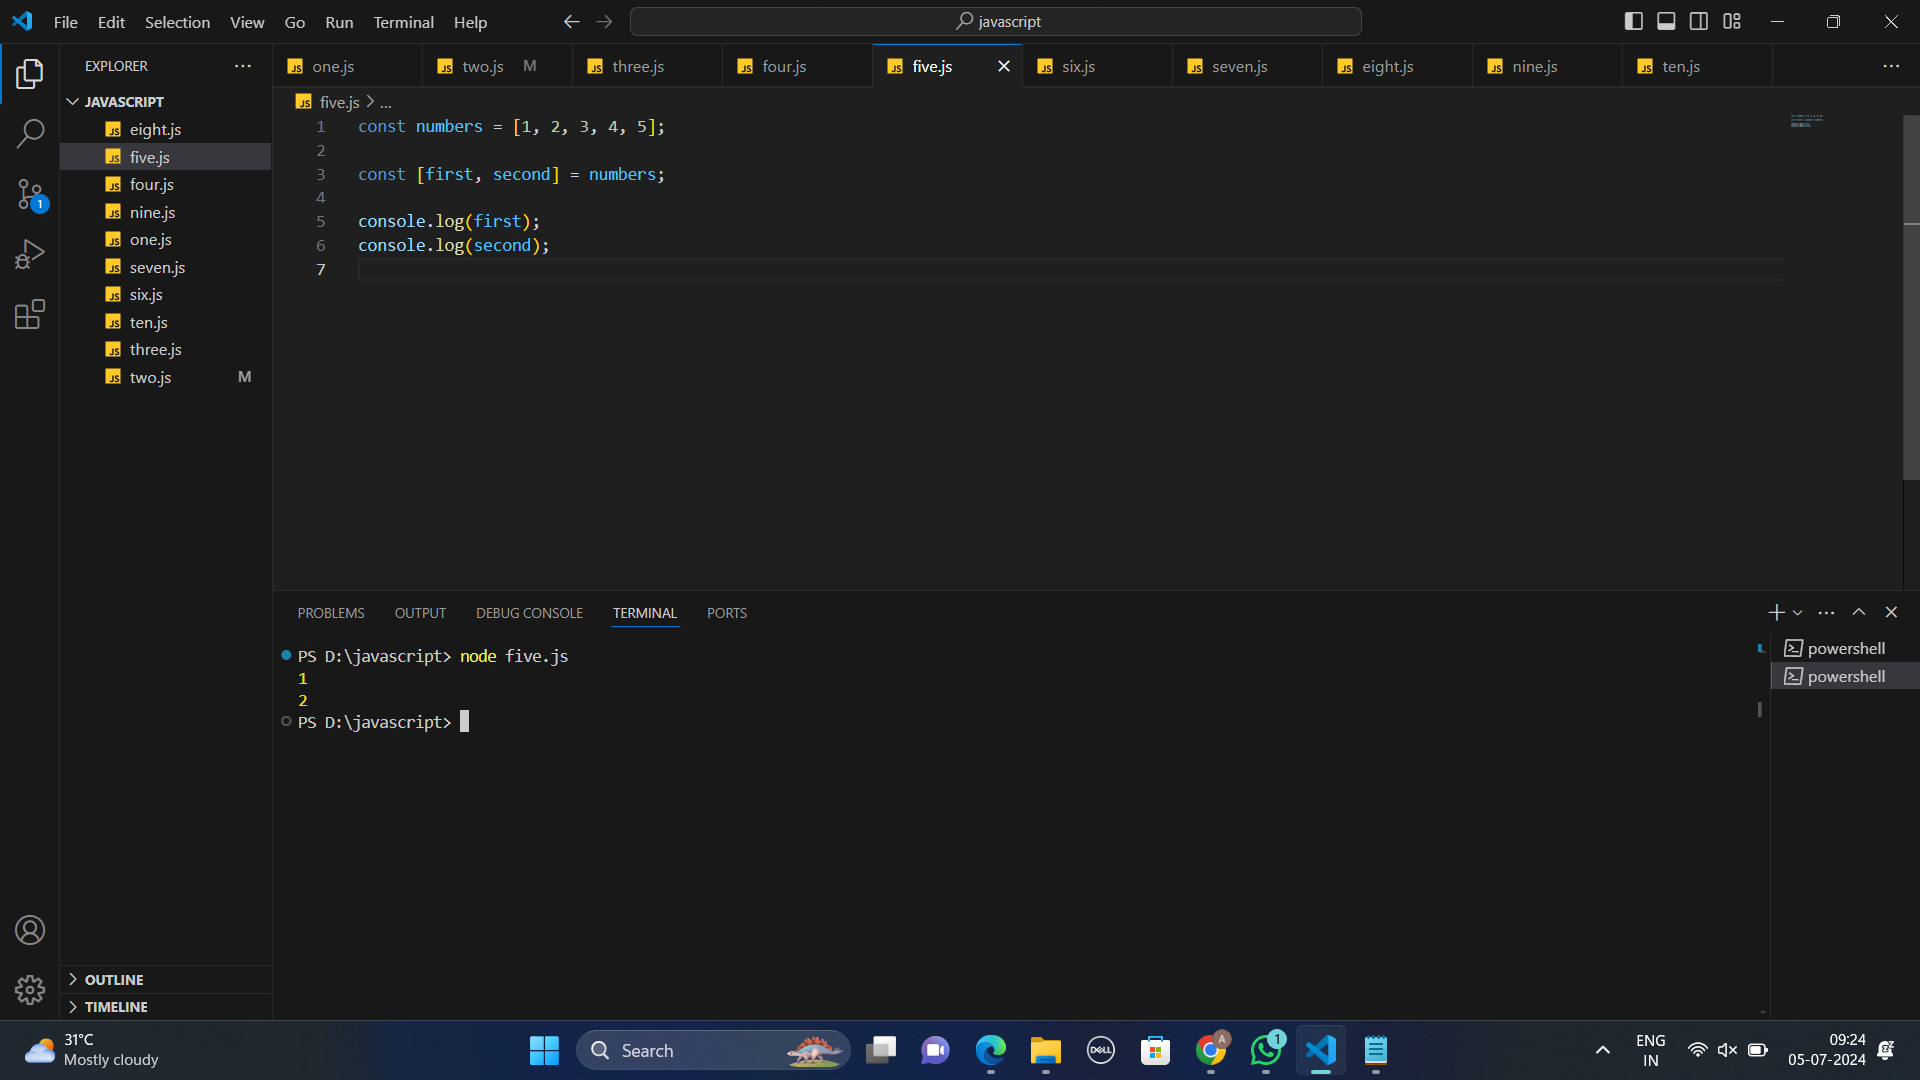 File Edit Selection View Go Run Terminal Help
javascript
EXPLORER
JAVASCRIPT
eight.js
five.js
four.js
nine.js
one.js
seven.js
six.js
ten.js
three.js
two.js M
OUTLINE
TIMELINE
one.js two.js M three.js four.js five.js six.js seven.js eight.js nine.js ten.js
five.js > ...
1 const numbers = [1, 2, 3, 4, 5];
2
3 const [first, second] = numbers;
4
5 console.log(first);
6 console.log(second);
7
PROBLEMS OUTPUT DEBUG CONSOLE TERMINAL PORTS
PS D:\javascript> node five.js
1
2
PS D:\javascript>
powershell
powershell
31°C
Mostly cloudy
Search
DELL
A
1
ENG
IN
09:24
05-07-2024